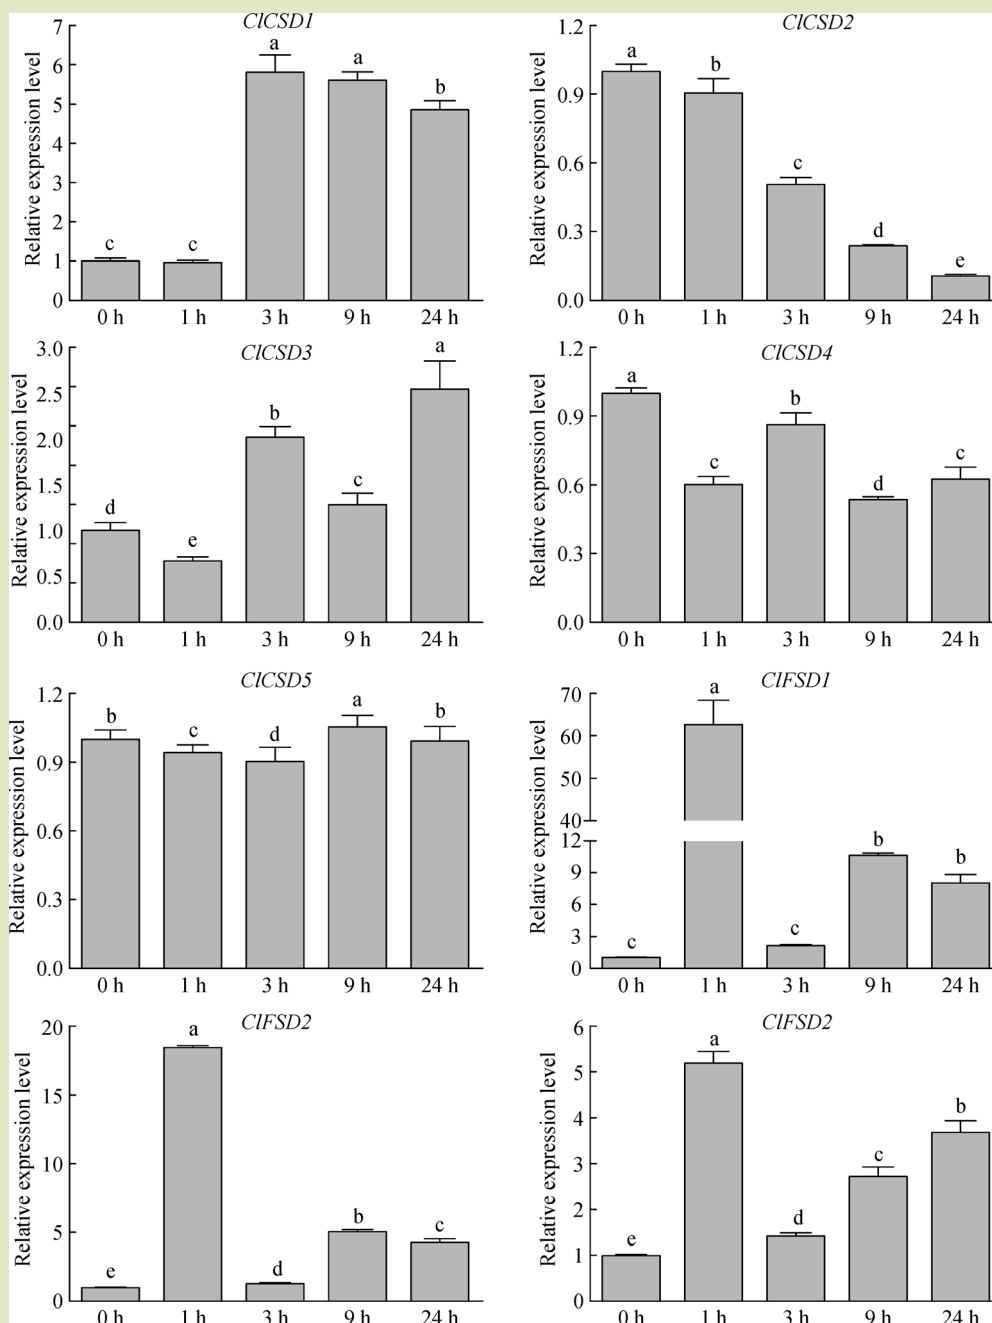 ClCSD1
Relative expression level
7
6
5
4
3
2
1
0
a
a
b
c
c
0 h
1 h
3 h
9 h
24 h
ClCSD2
Relative expression level
1.2
0.9
0.6
0.3
0.0
a
b
c
d
e
0 h
1 h
3 h
9 h
24 h
ClCSD3
Relative expression level
3.0
2.5
2.0
1.5
1.0
0.5
0.0
d
e
b
c
a
0 h
1 h
3 h
9 h
24 h
ClCSD4
Relative expression level
1.2
0.9
0.6
0.3
0.0
a
c
b
d
c
0 h
1 h
3 h
9 h
24 h
ClCSD5
Relative expression level
1.2
0.9
0.6
0.3
0.0
b
c
d
a
b
0 h
1 h
3 h
9 h
24 h
ClFSD1
Relative expression level
70
60
50
40
12
9
6
3
0
c
a
c
b
b
0 h
1 h
3 h
9 h
24 h
ClFSD2
Relative expression level
20
15
10
5
0
e
a
d
b
c
0 h
1 h
3 h
9 h
24 h
ClFSD2
Relative expression level
6
5
4
3
2
1
0
e
a
d
c
b
0 h
1 h
3 h
9 h
24 h